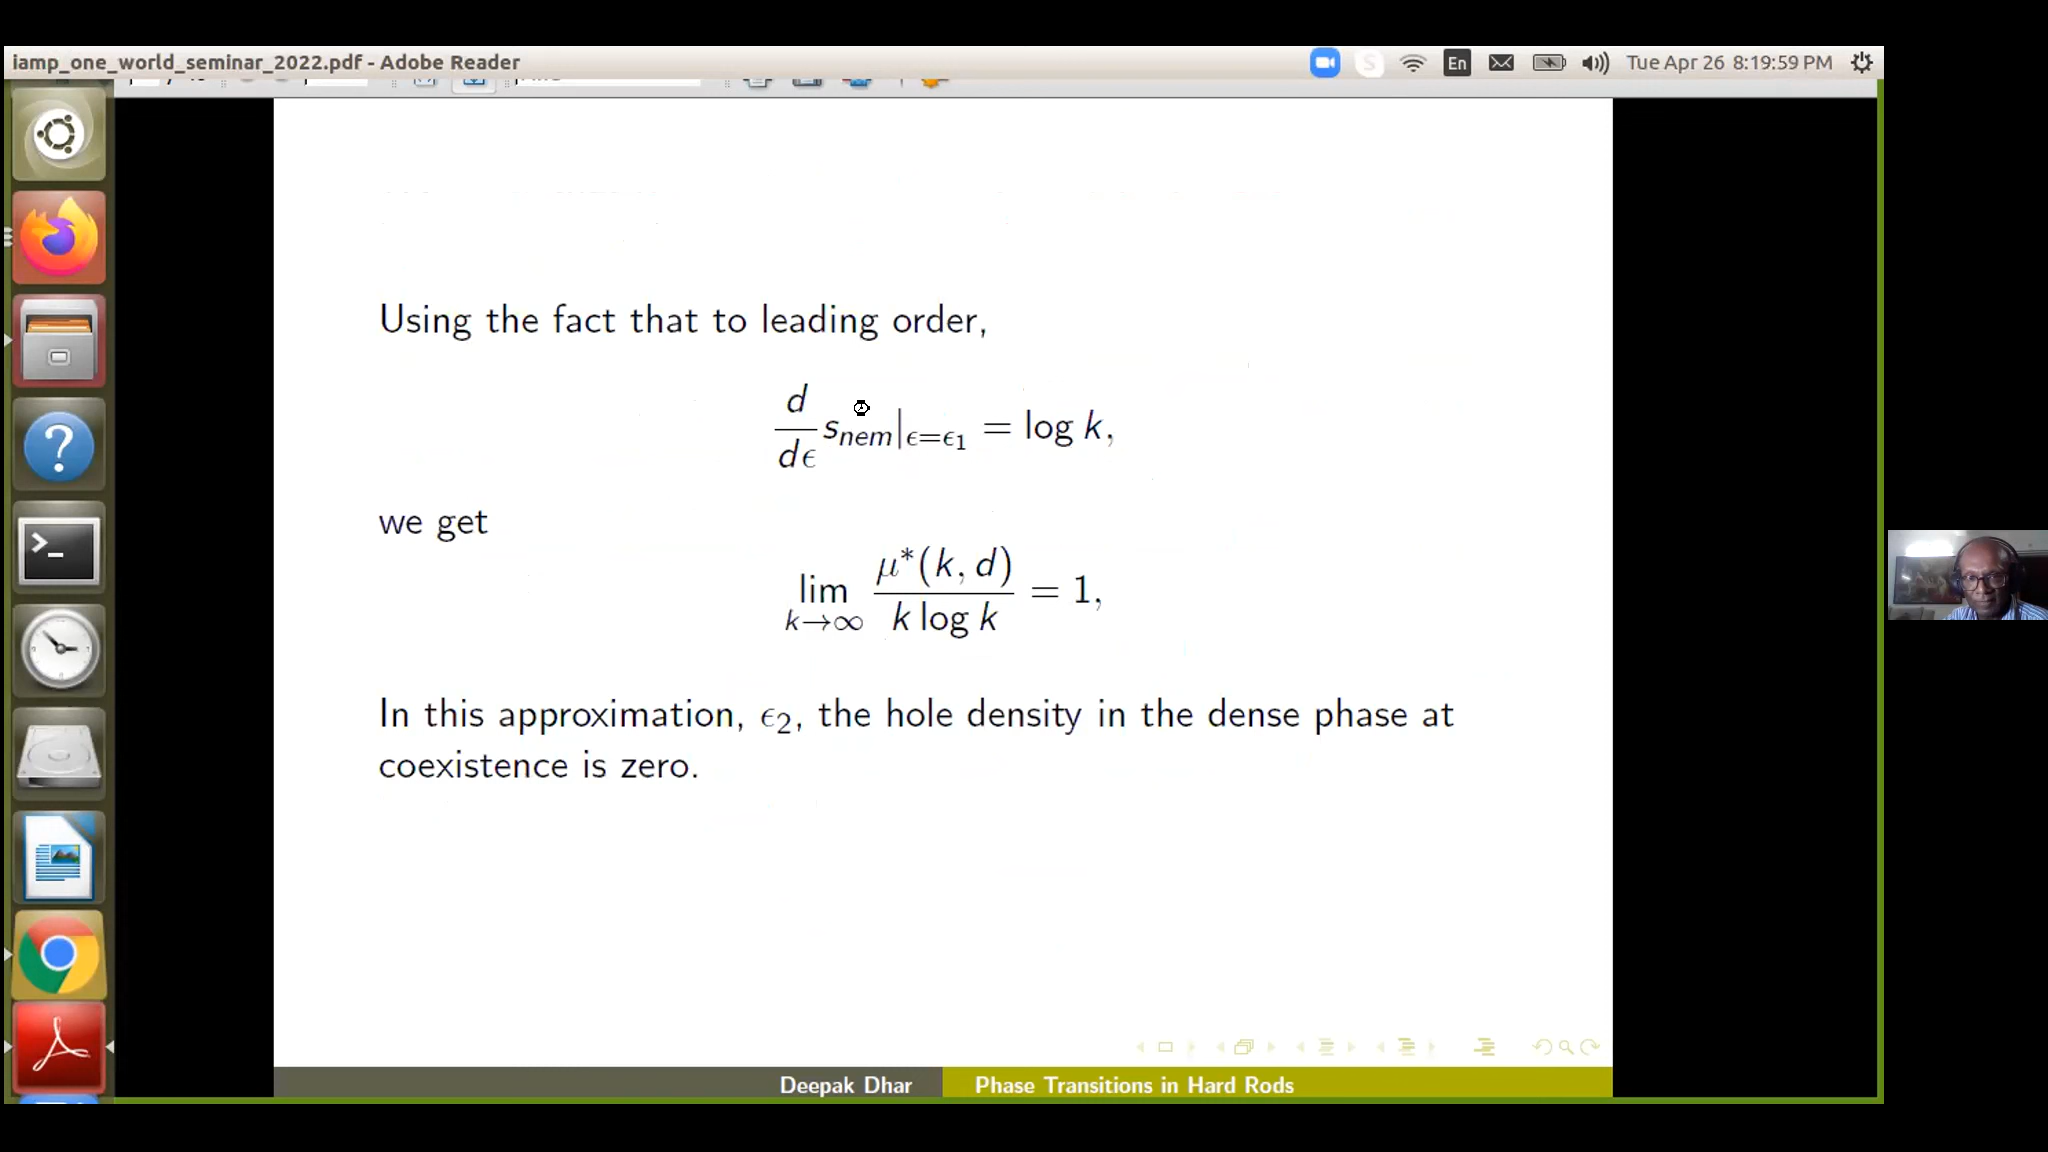 iamp_one_world_seminar_2022.pdf - Adobe Reader
En
Tue Apr 26 8:19:59 PM
Using the fact that to leading order,
d/dϵ s_nem|_{ϵ=ϵ_1} = log k,
we get
lim_{k→∞} μ*(k, d) / k log k = 1,
In this approximation, ϵ_2, the hole density in the dense phase at
coexistence is zero.
Deepak Dhar
Phase Transitions in Hard Rods